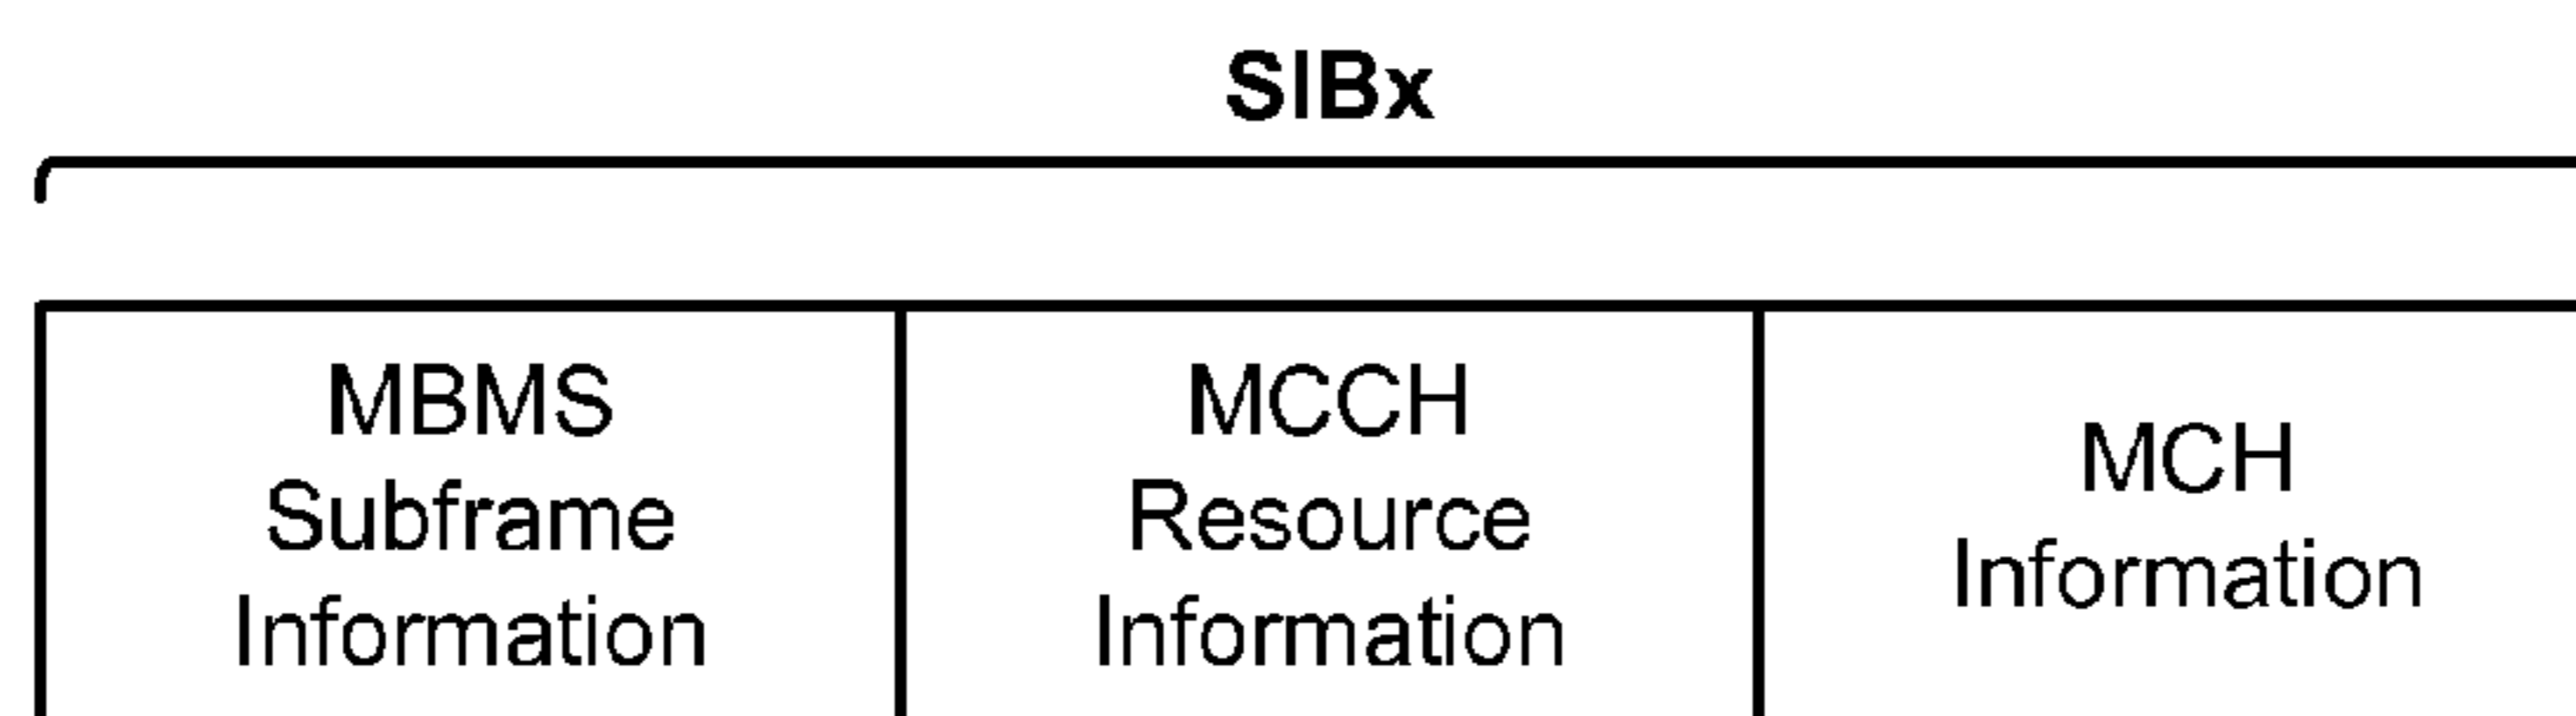 SIBx
MBMS
Subframe
Information
MCCH
Resource
Information
MCH
Information